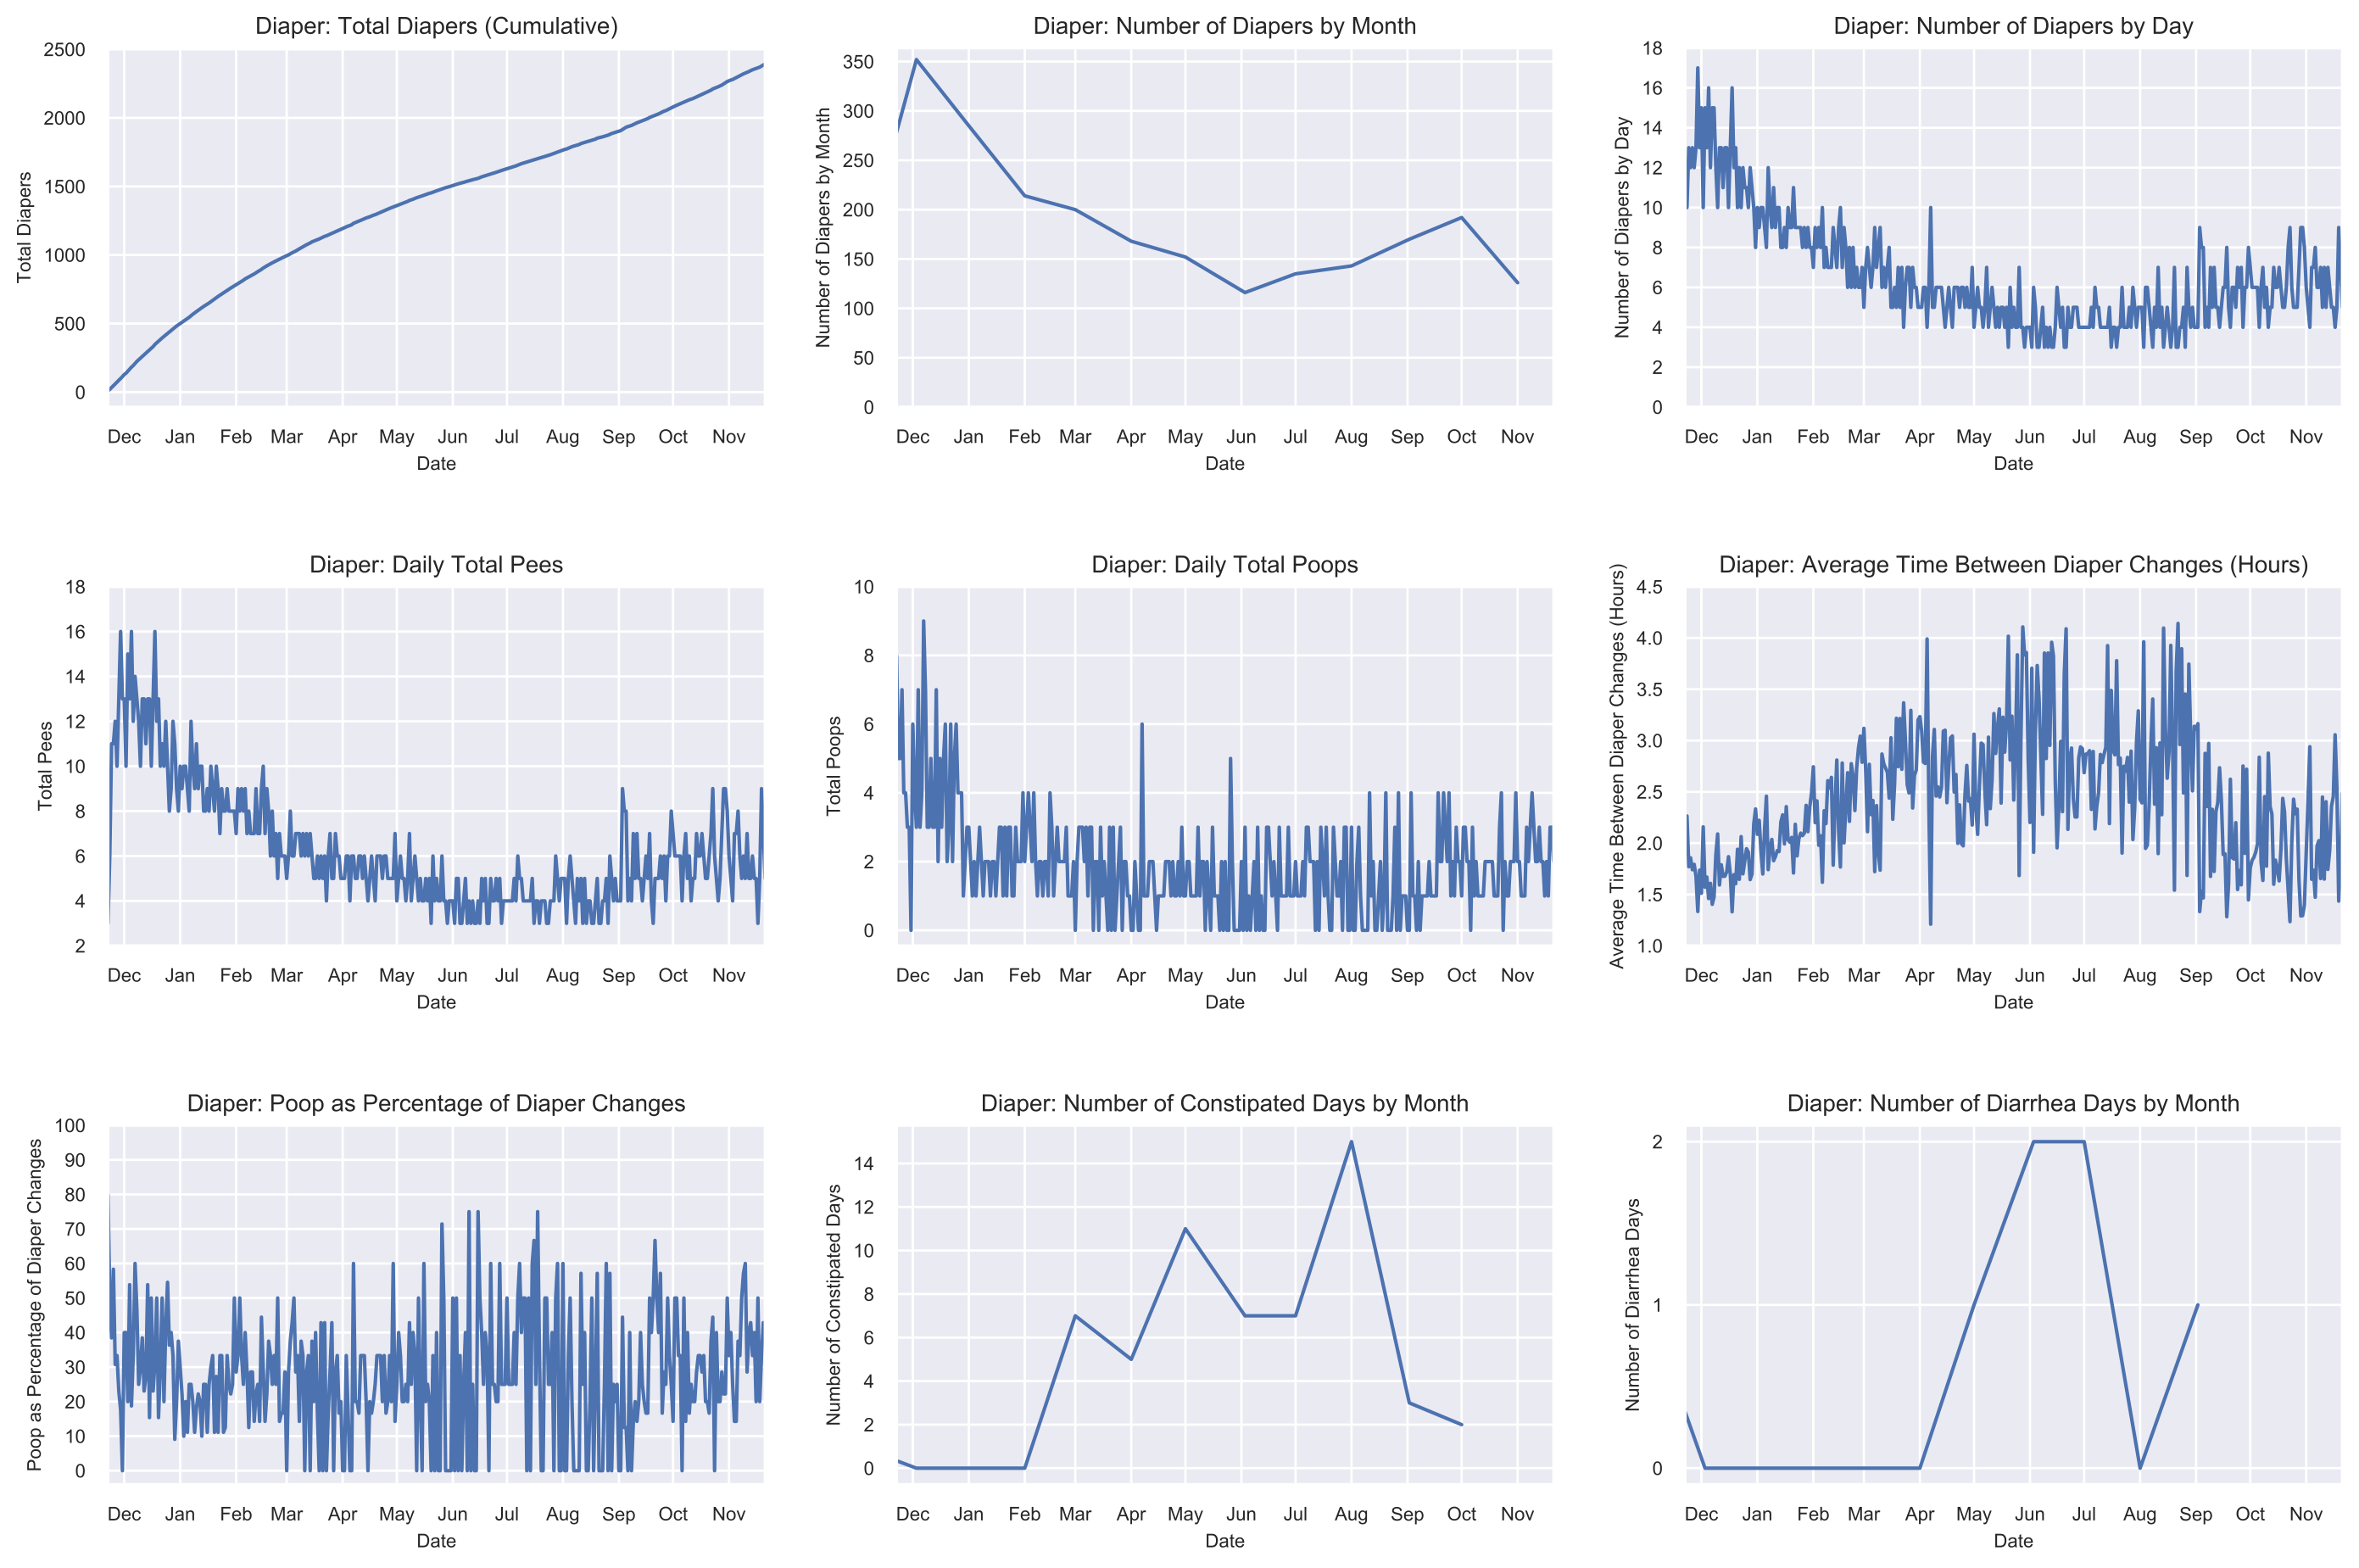 Diaper: Total Diapers (Cumulative)
Total Diapers
2500
2000
1500
1000
500
0
Dec Jan Feb Mar Apr May Jun Jul Aug Sep Oct Nov
Date
Diaper: Number of Diapers by Month
Number of Diapers by Month
350
300
250
200
150
100
50
0
Dec Jan Feb Mar Apr May Jun Jul Aug Sep Oct Nov
Date
Diaper: Number of Diapers by Day
Number of Diapers by Day
18
16
14
12
10
8
6
4
2
0
Dec Jan Feb Mar Apr May Jun Jul Aug Sep Oct Nov
Date
Diaper: Daily Total Pees
Total Pees
18
16
14
12
10
8
6
4
2
Dec Jan Feb Mar Apr May Jun Jul Aug Sep Oct Nov
Date
Diaper: Daily Total Poops
Total Poops
10
8
6
4
2
0
Dec Jan Feb Mar Apr May Jun Jul Aug Sep Oct Nov
Date
Diaper: Average Time Between Diaper Changes (Hours)
Average Time Between Diaper Changes (Hours)
4.5
4.0
3.5
3.0
2.5
2.0
1.5
1.0
Dec Jan Feb Mar Apr May Jun Jul Aug Sep Oct Nov
Date
Diaper: Poop as Percentage of Diaper Changes
Poop as Percentage of Diaper Changes
100
90
80
70
60
50
40
30
20
10
0
Dec Jan Feb Mar Apr May Jun Jul Aug Sep Oct Nov
Date
Diaper: Number of Constipated Days by Month
Number of Constipated Days
14
12
10
8
6
4
2
0
Dec Jan Feb Mar Apr May Jun Jul Aug Sep Oct Nov
Date
Diaper: Number of Diarrhea Days by Month
Number of Diarrhea Days
2
1
0
Dec Jan Feb Mar Apr May Jun Jul Aug Sep Oct Nov
Date